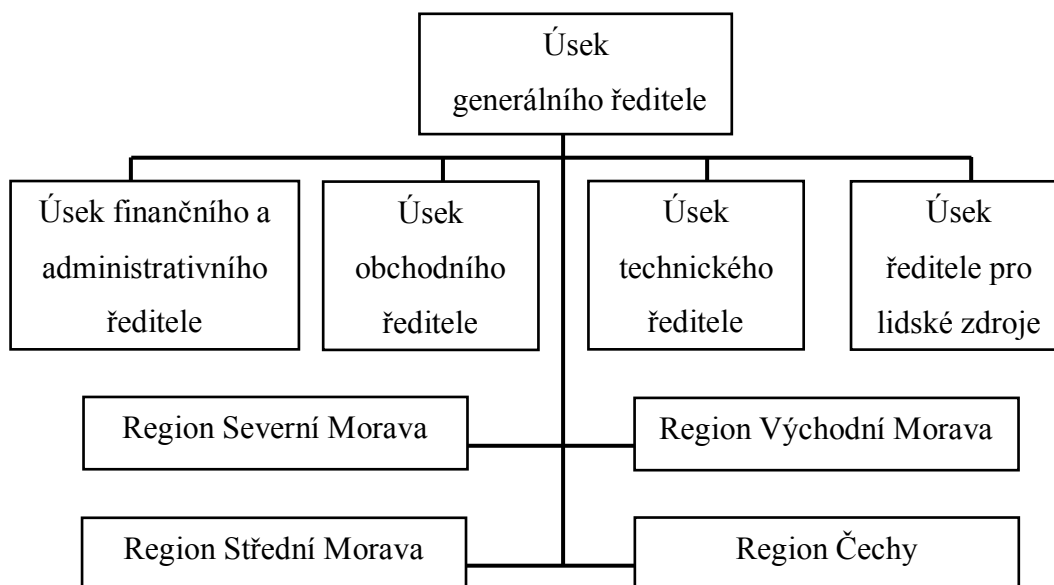 Úsek
generálního ředitele
Úsek finančního a
administrativního
ředitele
Úsek
obchodního
ředitele
Úsek
technického
ředitele
Úsek
ředitele pro
lidské zdroje
Region Severní Morava
Region Východní Morava
Region Střední Morava
Region Čechy